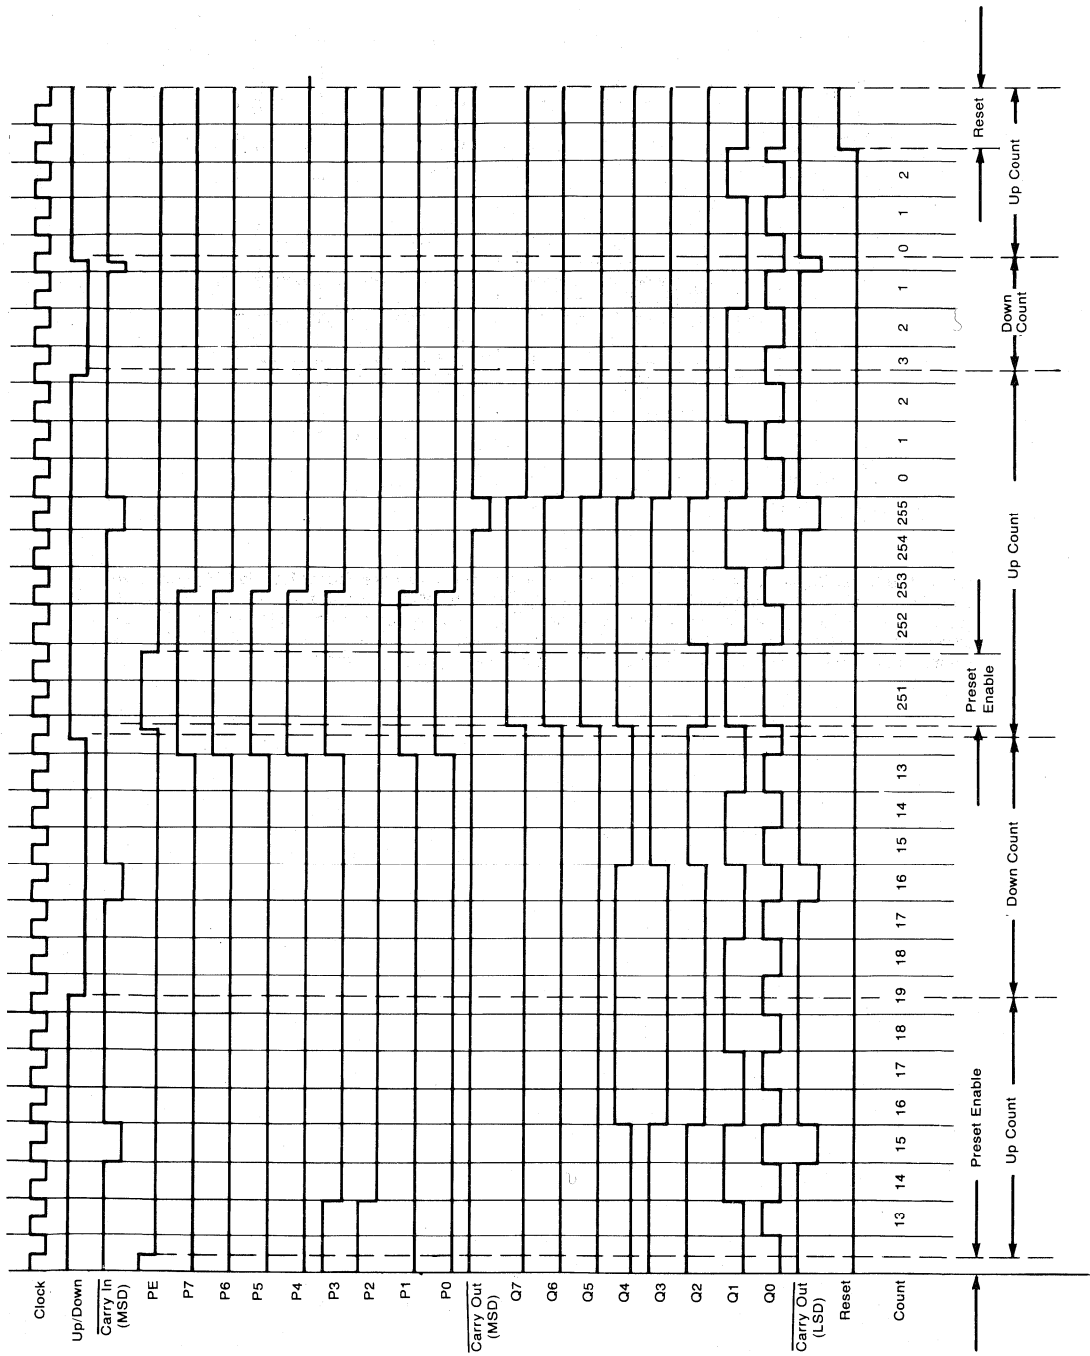 Clock
Up/Down
Carry In
(MSD)
PE
P7
P6
P5
P4
P3
P2
P1
P0
Carry Out
(MSD)
Q7
Q6
Q5
Q4
Q3
Q2
Q1
Q0
Carry Out
(LSD)
Reset
Count 13 14 15 16 17 18 19 18 17 16 15 14 13 251 252 253 254 255 0 1 2 3 2 1 0 1 2
Preset Enable
Preset
Enable
Reset
Up Count
Down Count
Up Count
Down
Count
Up Count